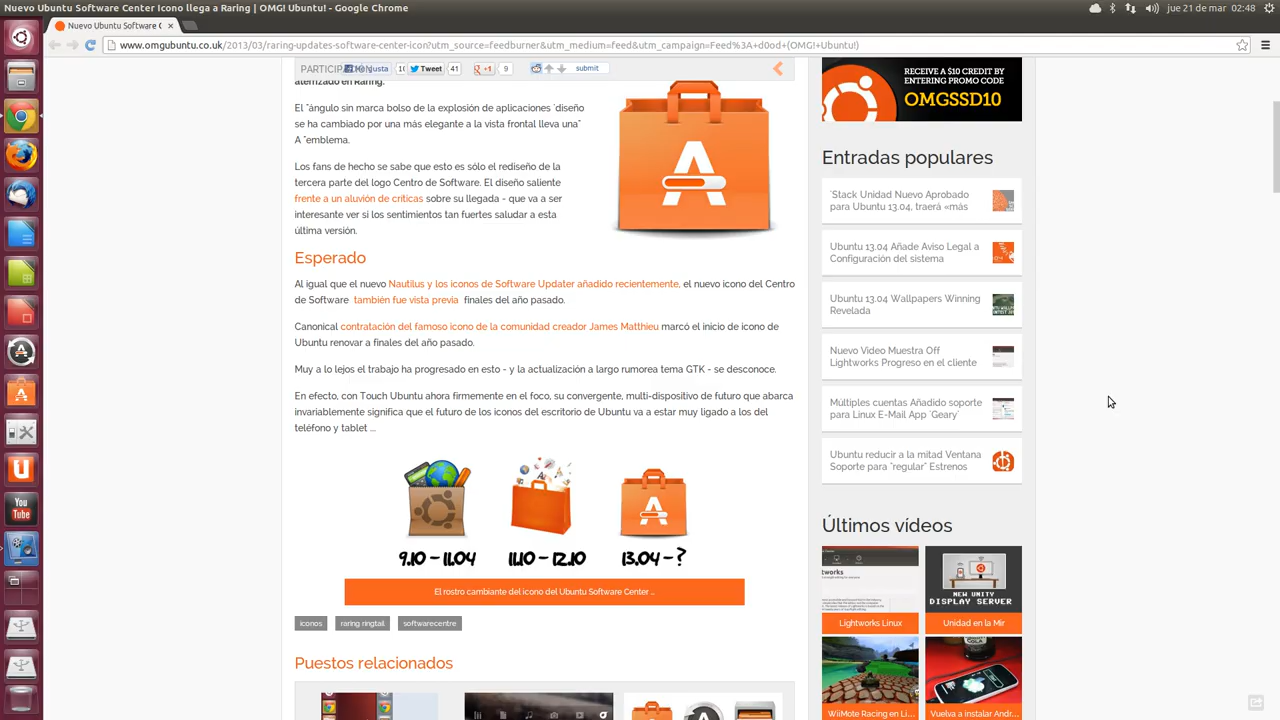 Nuevo Ubuntu Software Center Icono llega a Raring | OMG! Ubuntu! - Google Chrome
jue 21 de mar 02:48
Nuevo Ubuntu Software C
www.omgubuntu.co.uk/2013/03/raring-updates-software-center-icon?utm_source=feedburner&utm_medium=feed&utm_campaign=Feed%3A+d0od+(OMG!+Ubuntu!)
Tweet 41 +1 9 submit
aterrizado en Raring.
El "ángulo sin marca bolso de la explosión de aplicaciones 'diseño
se ha cambiado por una más elegante a la vista frontal lleva una"
A "emblema.
Los fans de hecho se sabe que esto es sólo el rediseño de la
tercera parte del logo Centro de Software. El diseño saliente
frente a un aluvión de críticas sobre su llegada - que va a ser
interesante ver si los sentimientos tan fuertes saludar a esta
última versión.
Esperado
Al igual que el nuevo Nautilus y los iconos de Software Updater añadido recientemente, el nuevo icono del Centro
de Software también fue vista previa finales del año pasado.
Canonical contratación del famoso icono de la comunidad creador James Matthieu marcó el inicio de icono de
Ubuntu renovar a finales del año pasado.
Muy a lo lejos el trabajo ha progresado en esto - y la actualización a largo rumorea tema GTK - se desconoce.
En efecto, con Touch Ubuntu ahora firmemente en el foco, su convergente, multi-dispositivo de futuro que abarca
invariablemente significa que el futuro de los iconos del escritorio de Ubuntu va a estar muy ligado a los del
teléfono y tablet ...
9.10 - 11.04 11.10 - 12.10 13.04 - ?
El rostro cambiante del icono del Ubuntu Software Center ...
iconos raring ringtail softwarecentre
Puestos relacionados
RECEIVE A $10 CREDIT BY
ENTERING PROMO CODE
OMGSSD10
Entradas populares
'Stack Unidad Nuevo Aprobado
para Ubuntu 13.04, traerá «más
Ubuntu 13.04 Añade Aviso Legal a
Configuración del sistema
Ubuntu 13.04 Wallpapers Winning
Revelada
Nuevo Video Muestra Off
Lightworks Progreso en el cliente
Múltiples cuentas Añadido soporte
para Linux E-Mail App 'Geary'
Ubuntu reducir a la mitad Ventana
Soporte para "regular" Estrenos
Últimos vídeos
NEW UNITY
DISPLAY SERVER
Lightworks Linux Unidad en la Mir
WiiMote Racing en Li... Vuelva a instalar Andr...
You
Tube